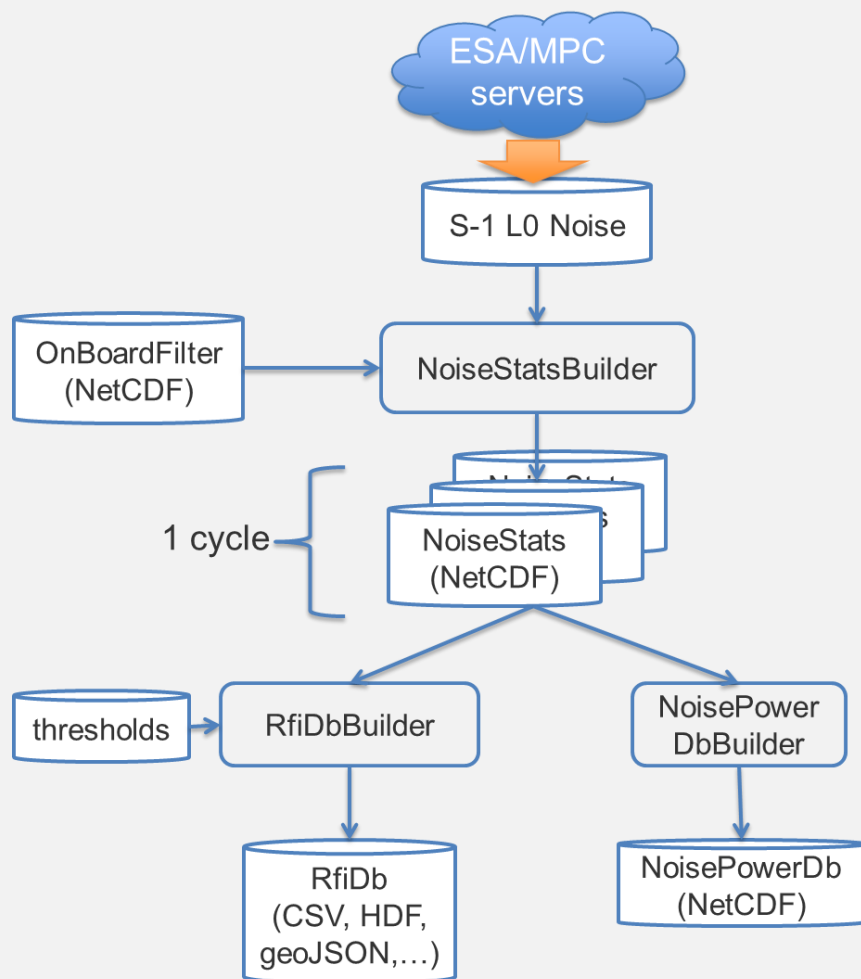 ESA/MPC
servers
S-1 L0 Noise
OnBoardFilter
(NetCDF)
NoiseStatsBuilder
1 cycle
NoiseStats
(NetCDF)
thresholds
RfiDbBuilder
NoisePower
DbBuilder
RfiDb
(CSV, HDF,
geoJSON,…)
NoisePowerDb
(NetCDF)